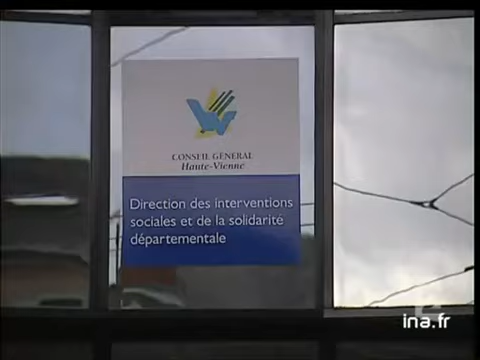 CONSEIL GÉNÉRAL
Haute-Vienne
Direction des interventions
sociales et de la solidarité
départementale
ina.fr